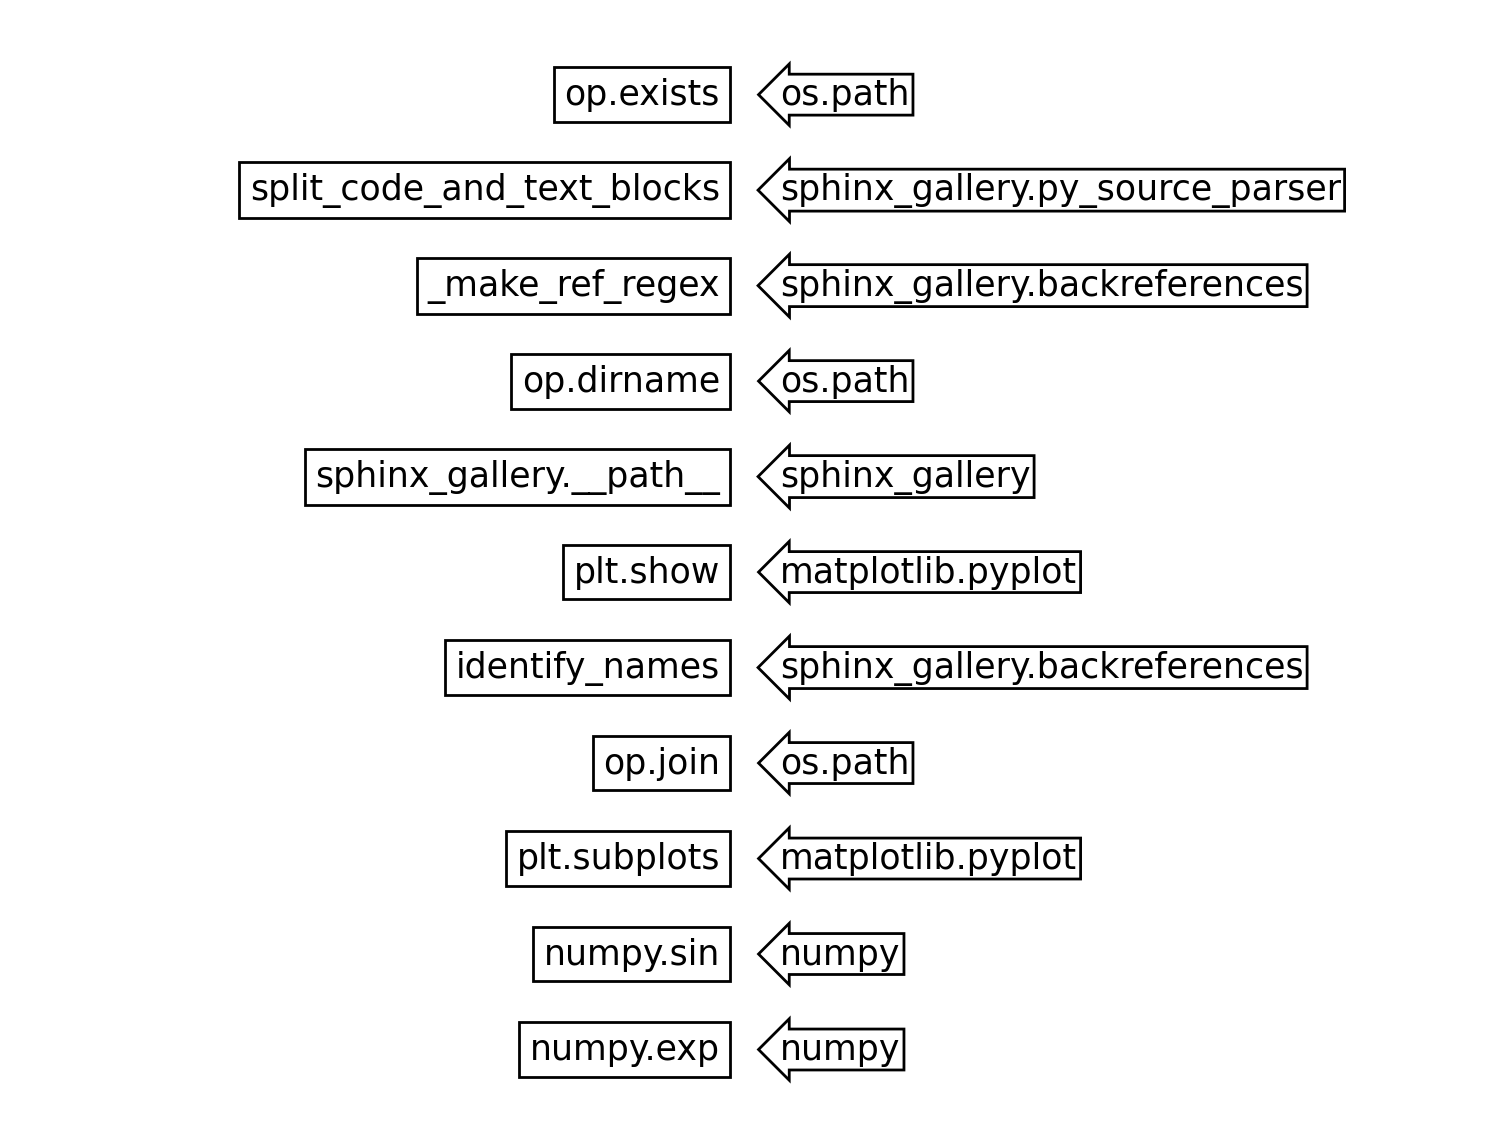 op.exists os.path
split_code_and_text_blocks sphinx_gallery.py_source_parser
_make_ref_regex sphinx_gallery.backreferences
op.dirname os.path
sphinx_gallery.__path__ sphinx_gallery
plt.show matplotlib.pyplot
identify_names sphinx_gallery.backreferences
op.join os.path
plt.subplots matplotlib.pyplot
numpy.sin numpy
numpy.exp numpy